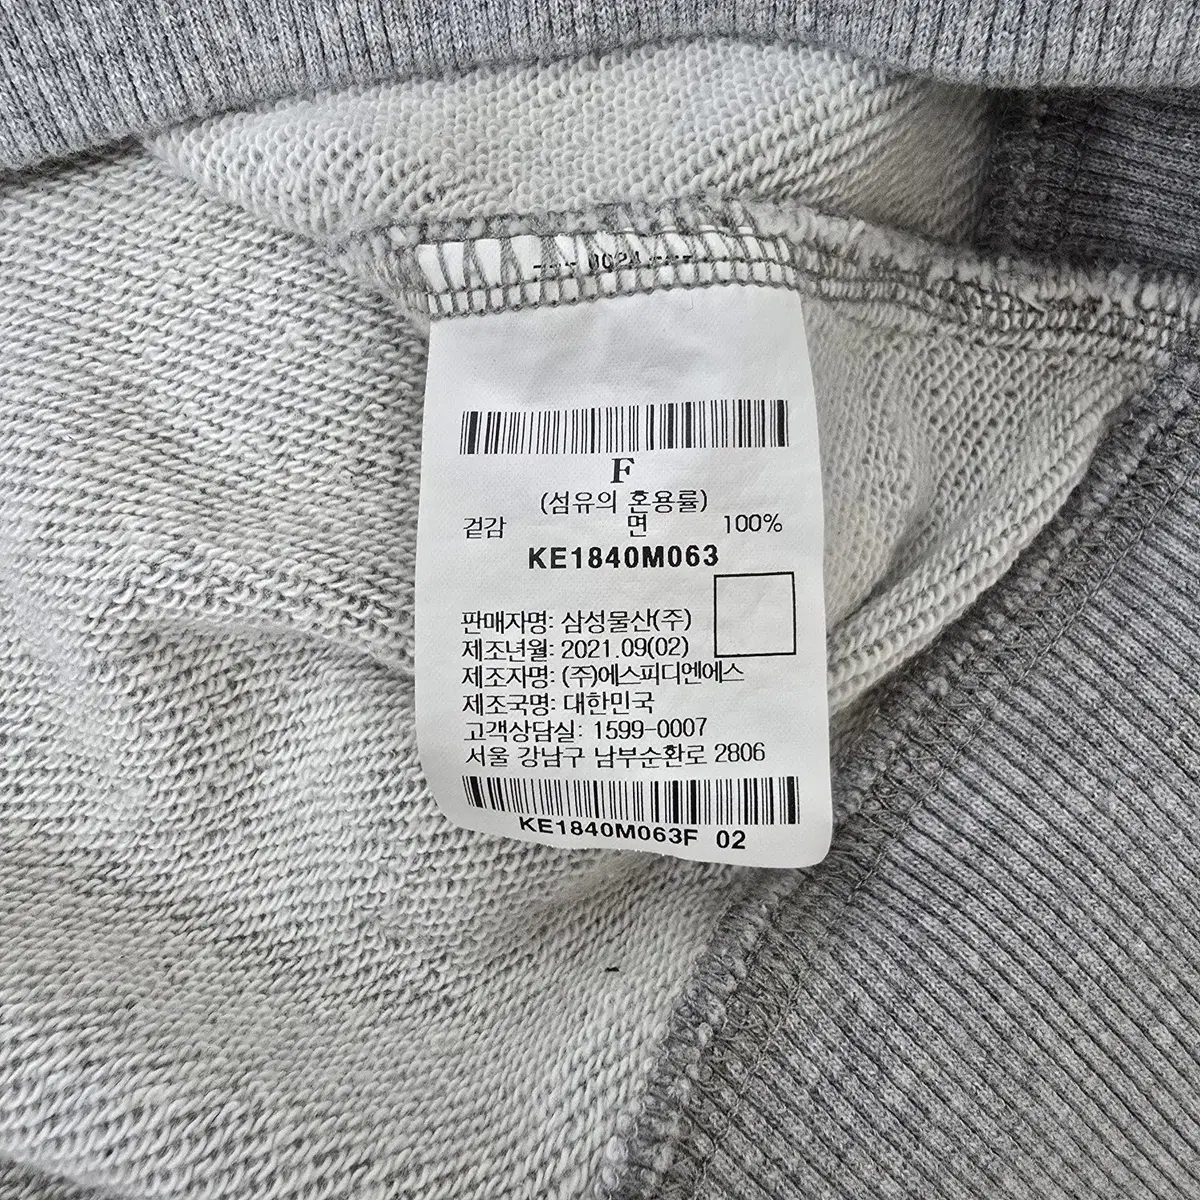 F
(섬유의 혼용률)
겉감 면 100%
KE1840M063
판매자명: 삼성물산(주)
제조년월: 2021.09(02)
제조자명: (주)에스피디엔에스
제조국명: 대한민국
고객상담실: 1599-0007
서울 강남구 남부순환로 2806
KE1840M063F 02